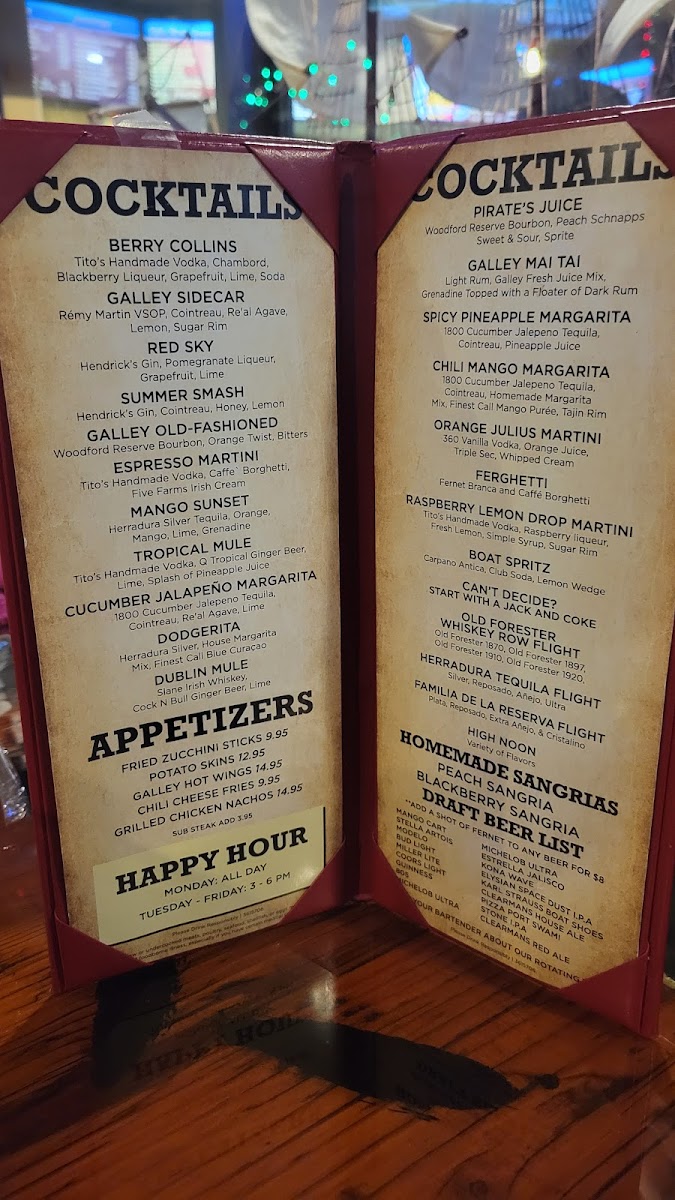 COCKTAILS
BERRY COLLINS
Tito's Handmade Vodka, Chambord,
Blackberry Liqueur, Grapefruit, Lime, Soda
GALLEY SIDECAR
Rémy Martin VSOP, Cointreau, Re'al Agave,
Lemon, Sugar Rim
RED SKY
Hendrick's Gin, Pomegranate Liqueur,
Grapefruit, Lime
SUMMER SMASH
Hendrick's Gin, Cointreau, Honey, Lemon
GALLEY OLD-FASHIONED
Woodford Reserve Bourbon, Orange Twist, Bitters
ESPRESSO MARTINI
Tito's Handmade Vodka, Caffe` Borghetti,
Five Farms Irish Cream
MANGO SUNSET
Herradura Silver Tequila, Orange,
Mango, Lime, Grenadine
TROPICAL MULE
Tito's Handmade Vodka, Q Tropical Ginger Beer,
Lime, Splash of Pineapple Juice
CUCUMBER JALAPEÑO MARGARITA
1800 Cucumber Jalepeno Tequila,
Cointreau, Re'al Agave, Lime
DODGERITA
Herradura Silver, House Margarita
Mix, Finest Call Blue Curaçao
DUBLIN MULE
Slane Irish Whiskey,
Cock N Bull Ginger Beer, Lime
APPETIZERS
FRIED ZUCCHINI STICKS 9.95
POTATO SKINS 12.95
GALLEY HOT WINGS 14.95
CHILI CHEESE FRIES 9.95
GRILLED CHICKEN NACHOS 14.95
SUB STEAK ADD 3.95
HAPPY HOUR
MONDAY: ALL DAY
TUESDAY - FRIDAY: 3 - 6 PM
Please Drink Responsibly
COCKTAILS
PIRATE'S JUICE
Woodford Reserve Bourbon, Peach Schnapps
Sweet & Sour, Sprite
GALLEY MAI TAI
Light Rum, Galley Fresh Juice Mix,
Grenadine Topped with a Floater of Dark Rum
SPICY PINEAPPLE MARGARITA
1800 Cucumber Jalepeno Tequila,
Cointreau, Pineapple Juice
CHILI MANGO MARGARITA
1800 Cucumber Jalepeno Tequila,
Cointreau, Homemade Margarita
Mix, Finest Call Mango Purée, Tajin Rim
ORANGE JULIUS MARTINI
360 Vanilla Vodka, Orange Juice,
Triple Sec, Whipped Cream
FERGHETTI
Fernet Branca and Caffé Borghetti
RASPBERRY LEMON DROP MARTINI
Tito's Handmade Vodka, Raspberry liqueur,
Fresh Lemon, Simple Syrup, Sugar Rim
BOAT SPRITZ
Carpano Antica, Club Soda, Lemon Wedge
CAN'T DECIDE?
START WITH A JACK AND COKE
OLD FORESTER
WHISKEY ROW FLIGHT
Old Forester 1870, Old Forester 1897,
Old Forester 1910, Old Forester 1920,
HERRADURA TEQUILA FLIGHT
Silver, Reposado, Añejo, Ultra
FAMILIA DE LA RESERVA FLIGHT
Plata, Reposado, Extra Añejo, & Cristalino
HIGH NOON
Variety of Flavors
HOMEMADE SANGRIAS
PEACH SANGRIA
BLACKBERRY SANGRIA
DRAFT BEER LIST
**ADD A SHOT OF FERNET TO ANY BEER FOR $8
MANGO CART
STELLA ARTOIS
MODELO
BUD LIGHT
MILLER LITE
COORS LIGHT
GUINNESS
805
MICHELOB ULTRA
MICHELOB ULTRA
ESTRELLA JALISCO
KONA WAVE
ELYSIAN SPACE DUST I.P.A
KARL STRAUSS BOAT SHOES
CLEARMANS HOUSE ALE
PIZZA PORT SWAMI
STONE I.P.A
CLEARMANS RED ALE
YOUR BARTENDER ABOUT OUR ROTATING
Please Drink Responsibly